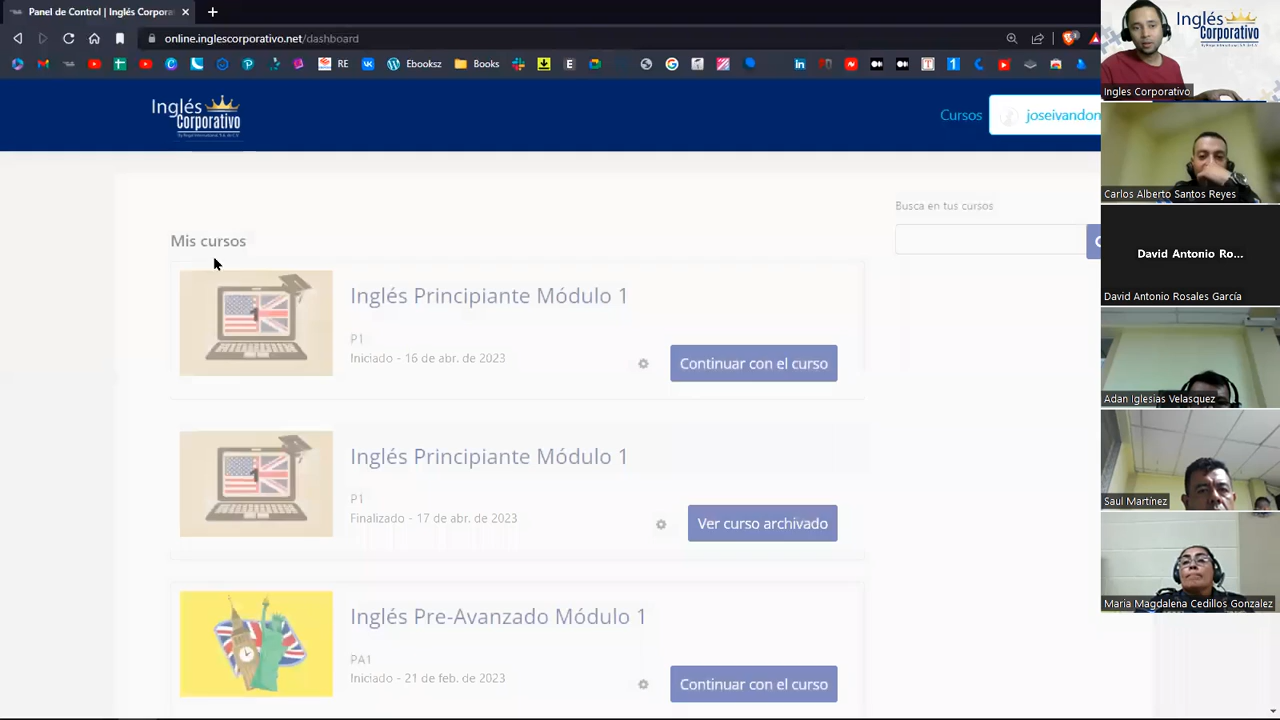 Panel de Control | Inglés Corpora
online.inglescorporativo.net/dashboard
RE
Book
Inglés
Corporativo
Cursos
joseivandon
Mis cursos
Busca en tus cursos
Inglés Principiante Módulo 1
P1
Iniciado - 16 de abr. de 2023
Continuar con el curso
Inglés Principiante Módulo 1
P1
Finalizado - 17 de abr. de 2023
Ver curso archivado
Inglés Pre-Avanzado Módulo 1
PA1
Iniciado - 21 de feb. de 2023
Continuar con el curso
Inglés
Corporativo
Ingles Corporativo
Carlos Alberto Santos Reyes
David Antonio Ro...
David Antonio Rosales García
Adan Iglesias Velasquez
Saul Martínez
Maria Magdalena Cedillos Gonzalez